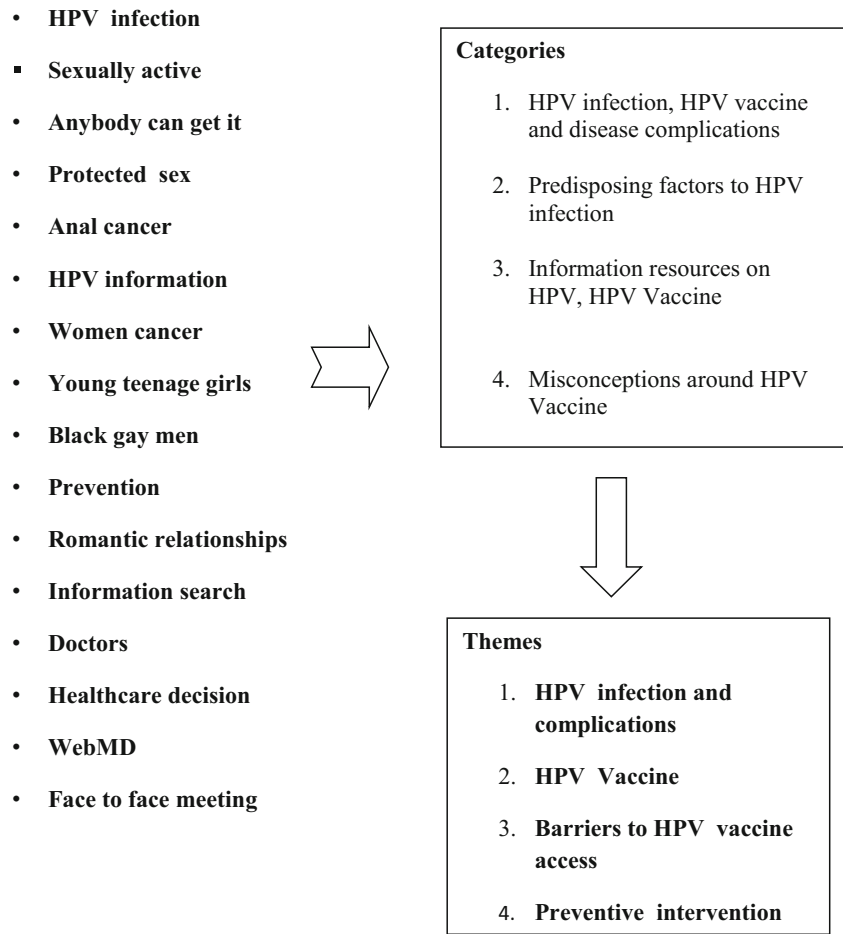 • HPV infection
▪ Sexually active
• Anybody can get it
• Protected sex
• Anal cancer
• HPV information
• Women cancer
• Young teenage girls
• Black gay men
• Prevention
• Romantic relationships
• Information search
• Doctors
• Healthcare decision
• WebMD
• Face to face meeting
Categories
1. HPV infection, HPV vaccine
and disease complications
2. Predisposing factors to HPV
infection
3. Information resources on
HPV, HPV Vaccine
4. Misconceptions around HPV
Vaccine
Themes
1. HPV infection and
complications
2. HPV Vaccine
3. Barriers to HPV vaccine
access
4. Preventive intervention